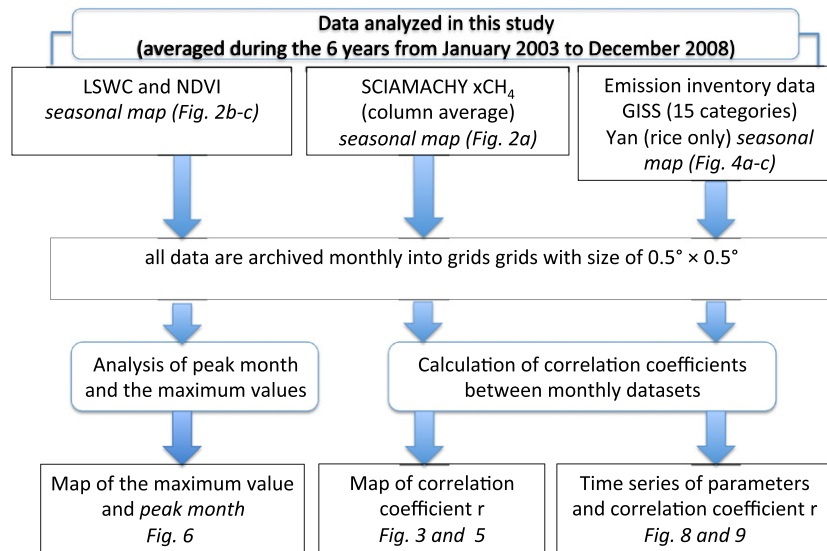 Data analyzed in this study
(averaged during the 6 years from January 2003 to December 2008)
LSWC and NDVI
seasonal map (Fig. 2b-c)
SCIAMACHY xCH₄
(column average)
seasonal map (Fig. 2a)
Emission inventory data
GISS (15 categories)
Yan (rice only) seasonal
map (Fig. 4a-c)
all data are archived monthly into grids grids with size of 0.5° × 0.5°
Analysis of peak month
and the maximum values
Calculation of correlation coefficients
between monthly datasets
Map of the maximum value
and peak month
Fig. 6
Map of correlation
coefficient r
Fig. 3 and 5
Time series of parameters
and correlation coefficient r
Fig. 8 and 9